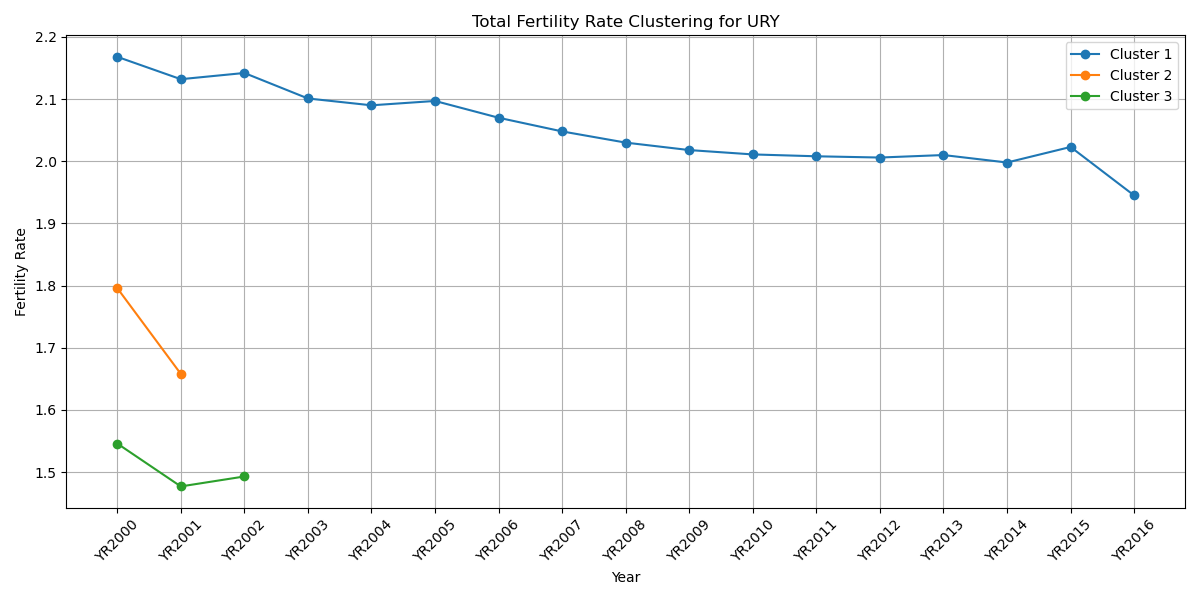 Total Fertility Rate Clustering for URY
Cluster 1
Cluster 2
Cluster 3
Fertility Rate
2.2
2.1
2.0
1.9
1.8
1.7
1.6
1.5
YR2000
YR2001
YR2002
YR2003
YR2004
YR2005
YR2006
YR2007
YR2008
YR2009
YR2010
YR2011
YR2012
YR2013
YR2014
YR2015
YR2016
Year